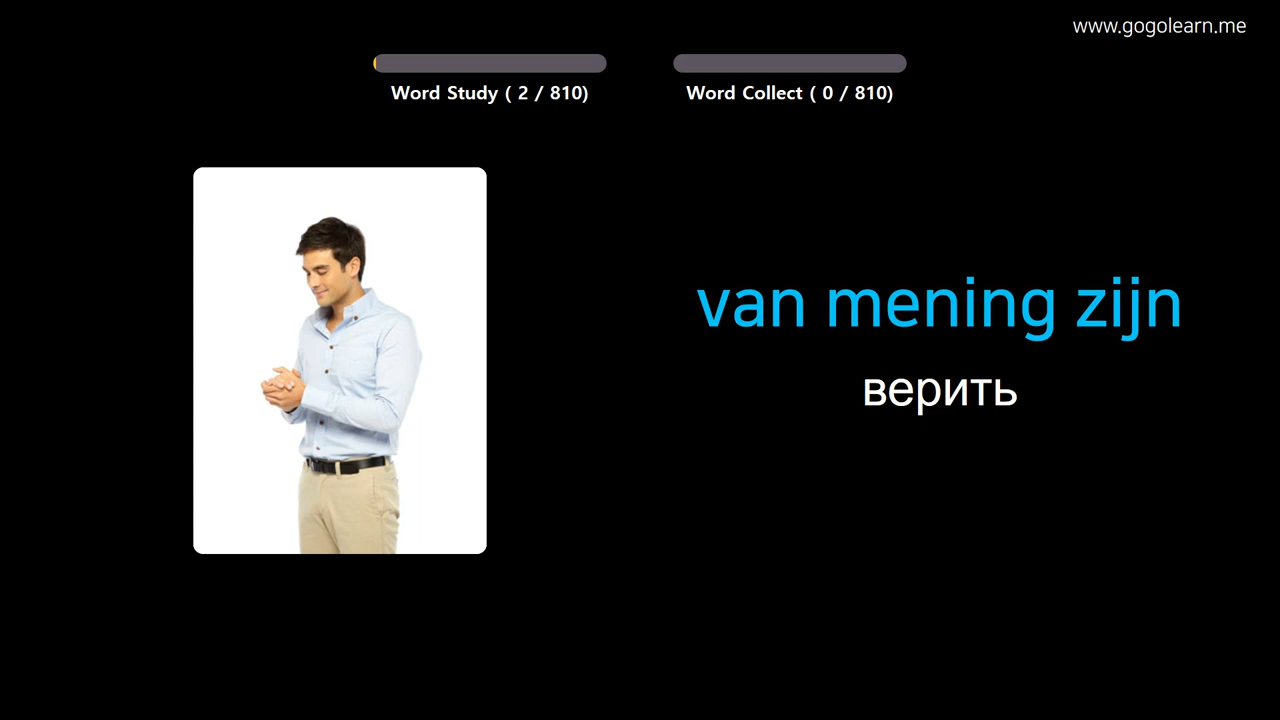 www.gogolearn.me
Word Study ( 2 / 810)
Word Collect ( 0 / 810)
van mening zijn
верить